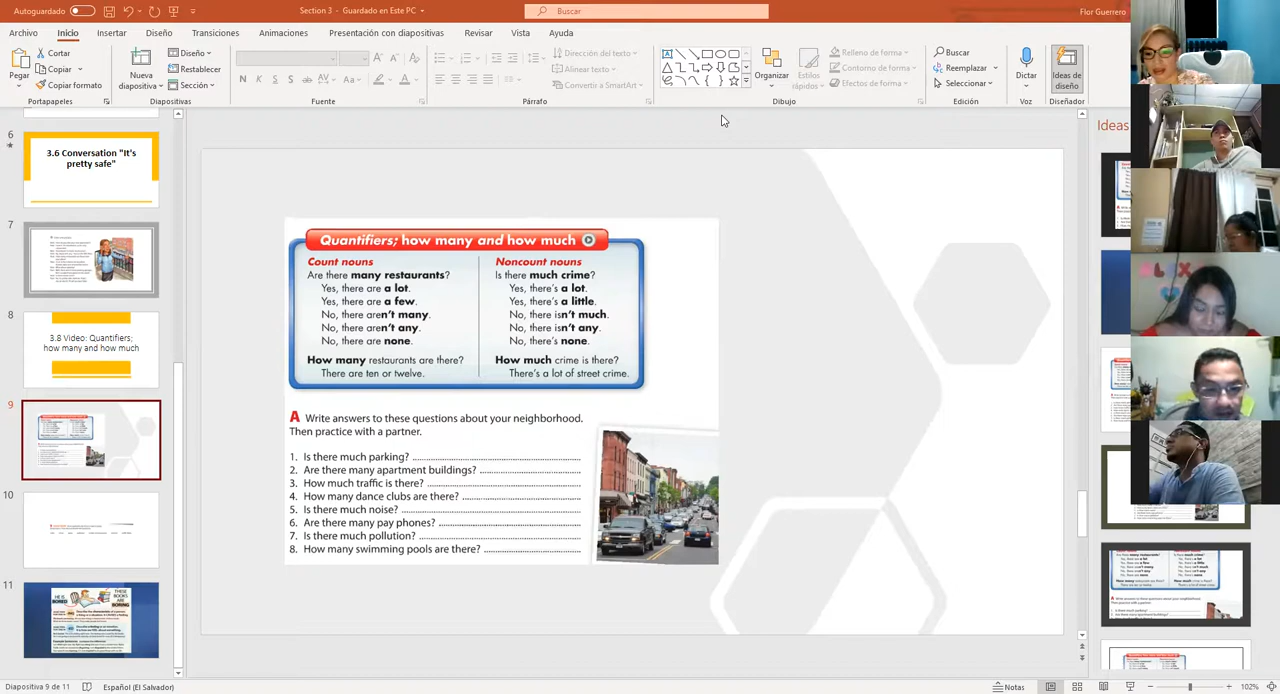 Autoguardado
Section 3 - Guardado en Este PC
Buscar
Flor Guerrero
Archivo Inicio Insertar Diseño Transiciones Animaciones Presentación con diapositivas Revisar Vista Ayuda
Pegar
Cortar
Copiar
Copiar formato
Portapapeles
Nueva diapositiva
Diseño
Restablecer
Sección
Diapositivas
N K S S ab AV Aa
Fuente
Dirección del texto
Alinear texto
Convertir a SmartArt
Párrafo
Organizar
Estilos rápidos
Relleno de forma
Contorno de forma
Efectos de forma
Dibujo
Buscar
Reemplazar
Seleccionar
Edición
Dictar
Voz
Ideas de diseño
Diseñador
Ideas
6
3.6 Conversation "It's
pretty safe"
7
8
3.8 Video: Quantifiers;
how many and how much
9
10
11
HE IS BORED
THESE BOOKS ARE BORING
Quantifiers; how many and how much
Count nouns
Are there many restaurants?
Yes, there are a lot.
Yes, there are a few.
No, there aren't many.
No, there aren't any.
No, there are none.
How many restaurants are there?
There are ten or twelve.
Noncount nouns
Is there much crime?
Yes, there's a lot.
Yes, there's a little.
No, there isn't much.
No, there isn't any.
No, there's none.
How much crime is there?
There's a lot of street crime.
A Write answers to these questions about your neighborhood.
Then practice with a partner.
1. Is there much parking?
2. Are there many apartment buildings?
3. How much traffic is there?
4. How many dance clubs are there?
5. Is there much noise?
6. Are there many pay phones?
7. Is there much pollution?
8. How many swimming pools are there?
Diapositiva 9 de 11
Español (El Salvador)
Notas
102%